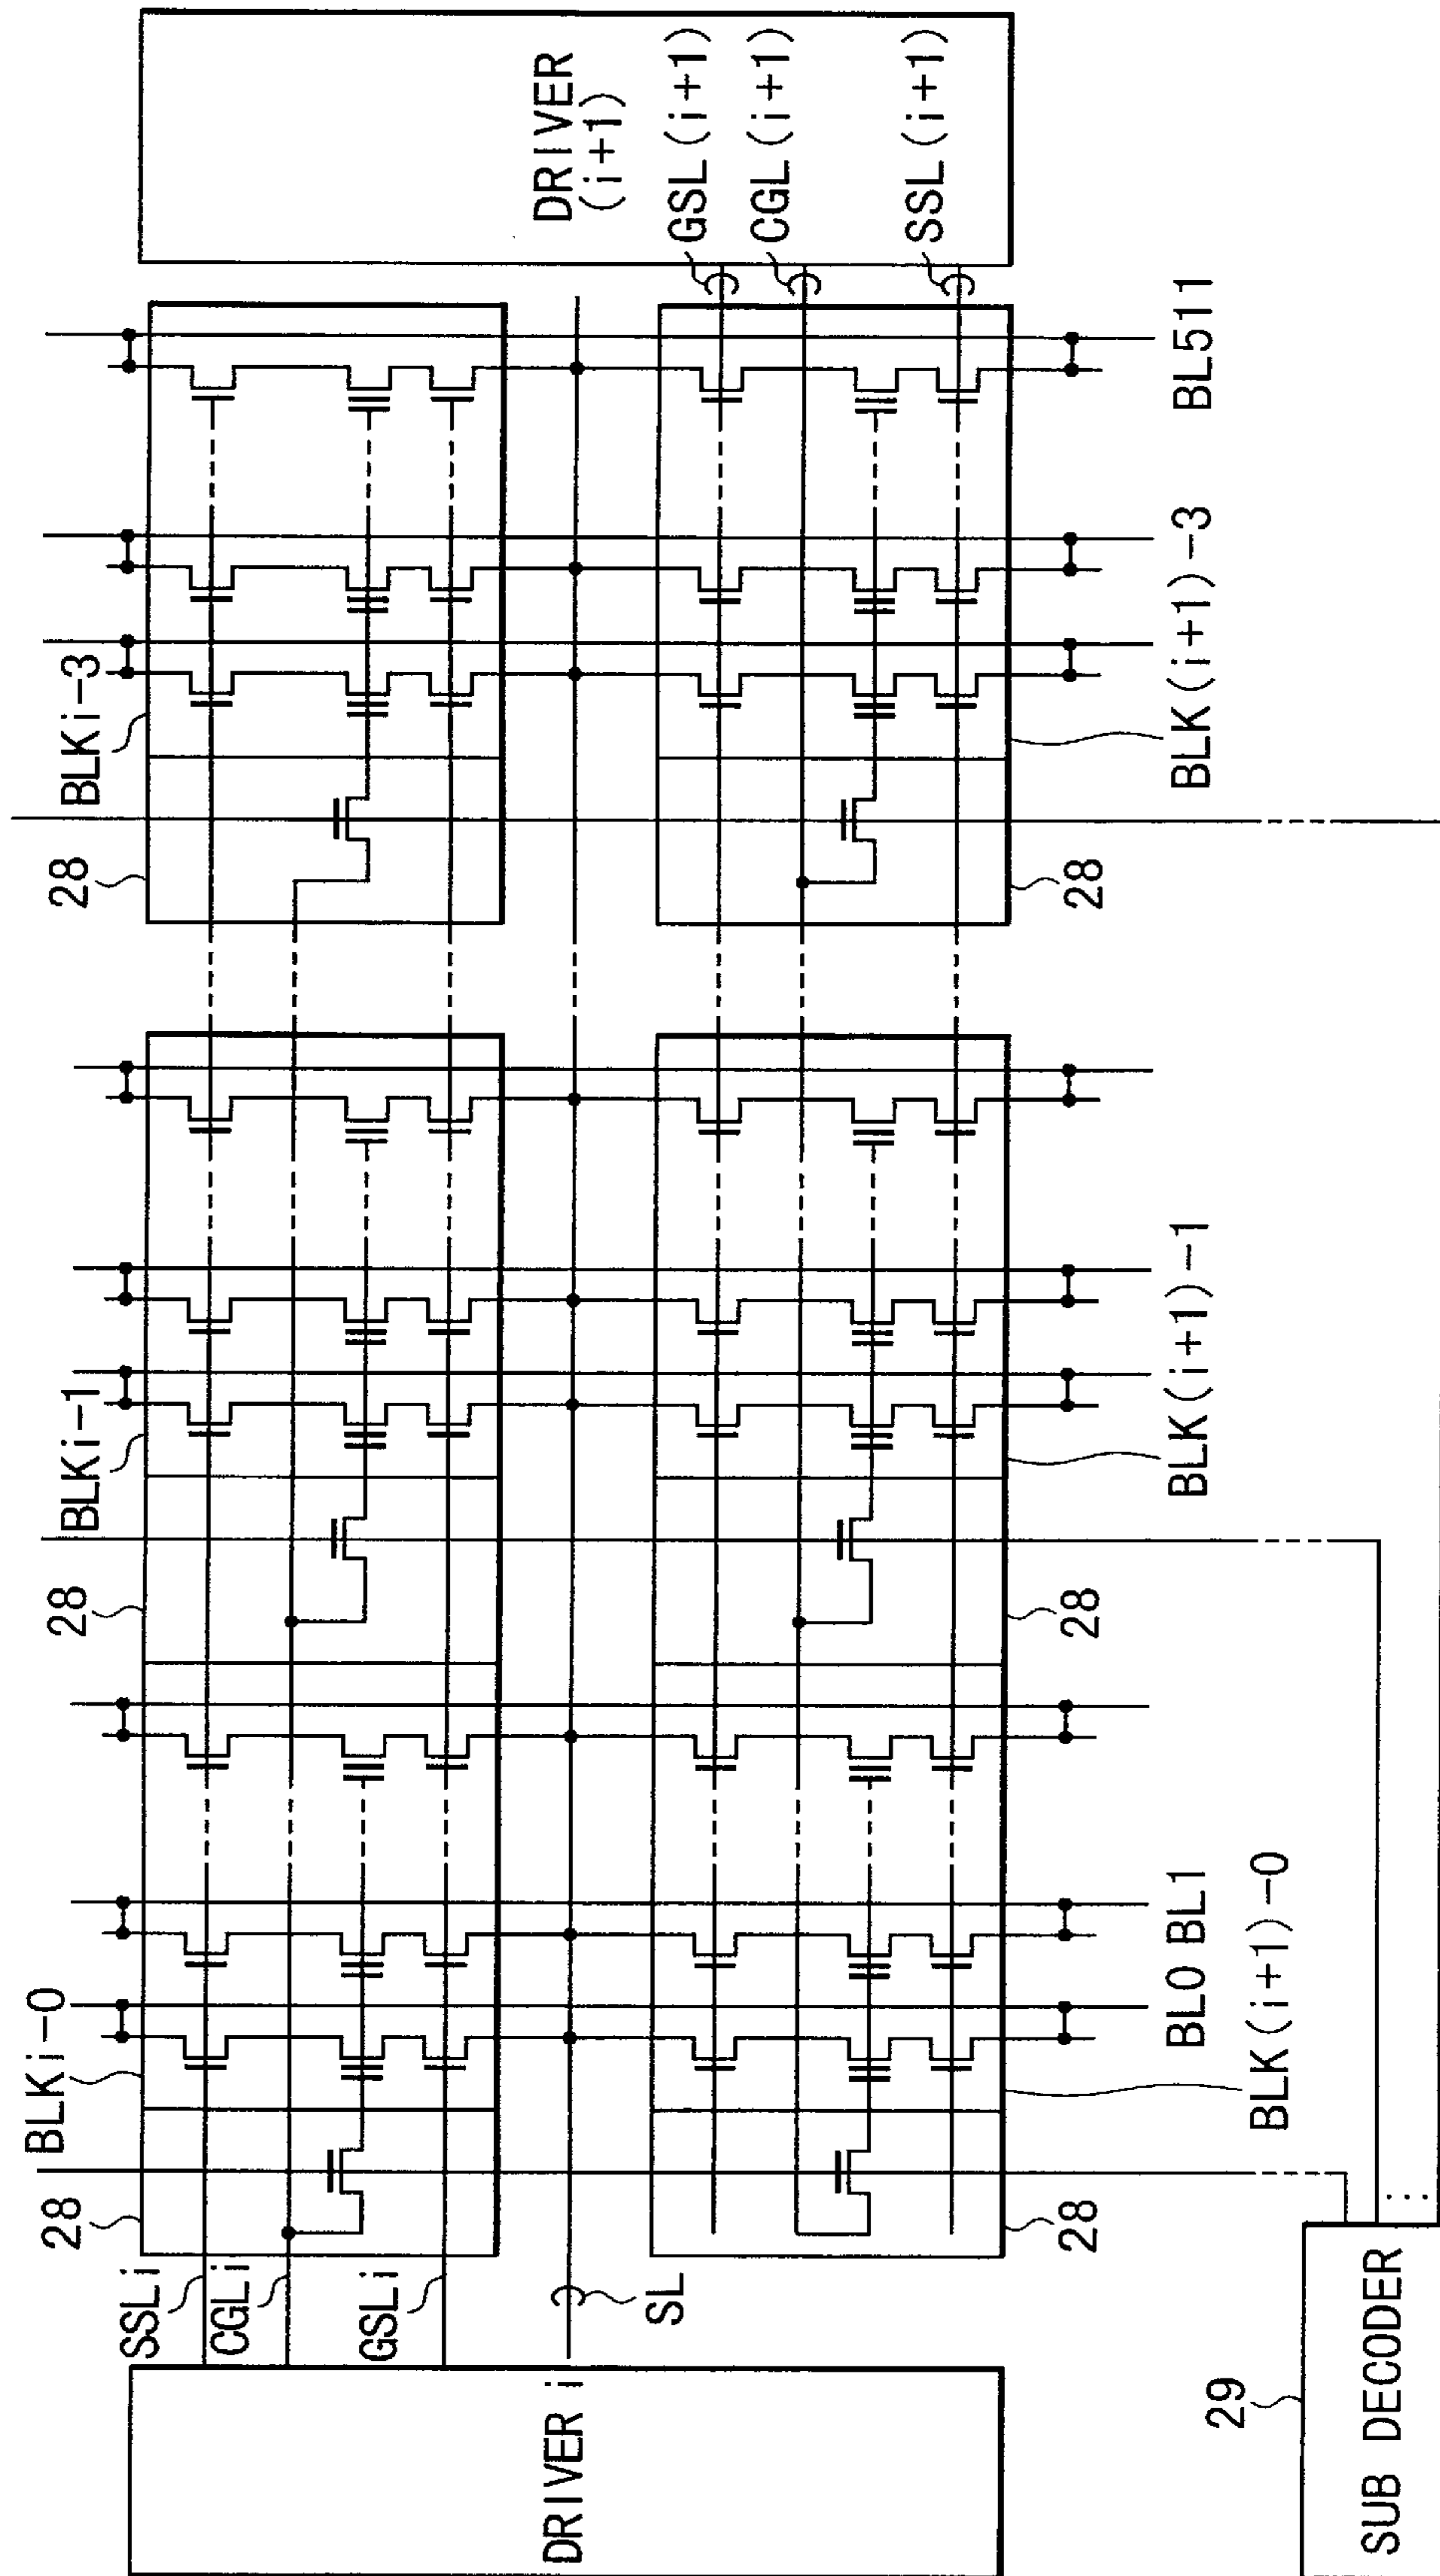 BLKi-0
BLKi-1
BLKi-3
28
28
28
SSLi
CGLi
GSLi
SL
DRIVER i
DRIVER
(i+1)
GSL(i+1)
CGL(i+1)
SSL(i+1)
28
28
28
BL0 BL1
BL511
BLK(i+1)-0
BLK(i+1)-1
BLK(i+1)-3
29
SUB DECODER
...